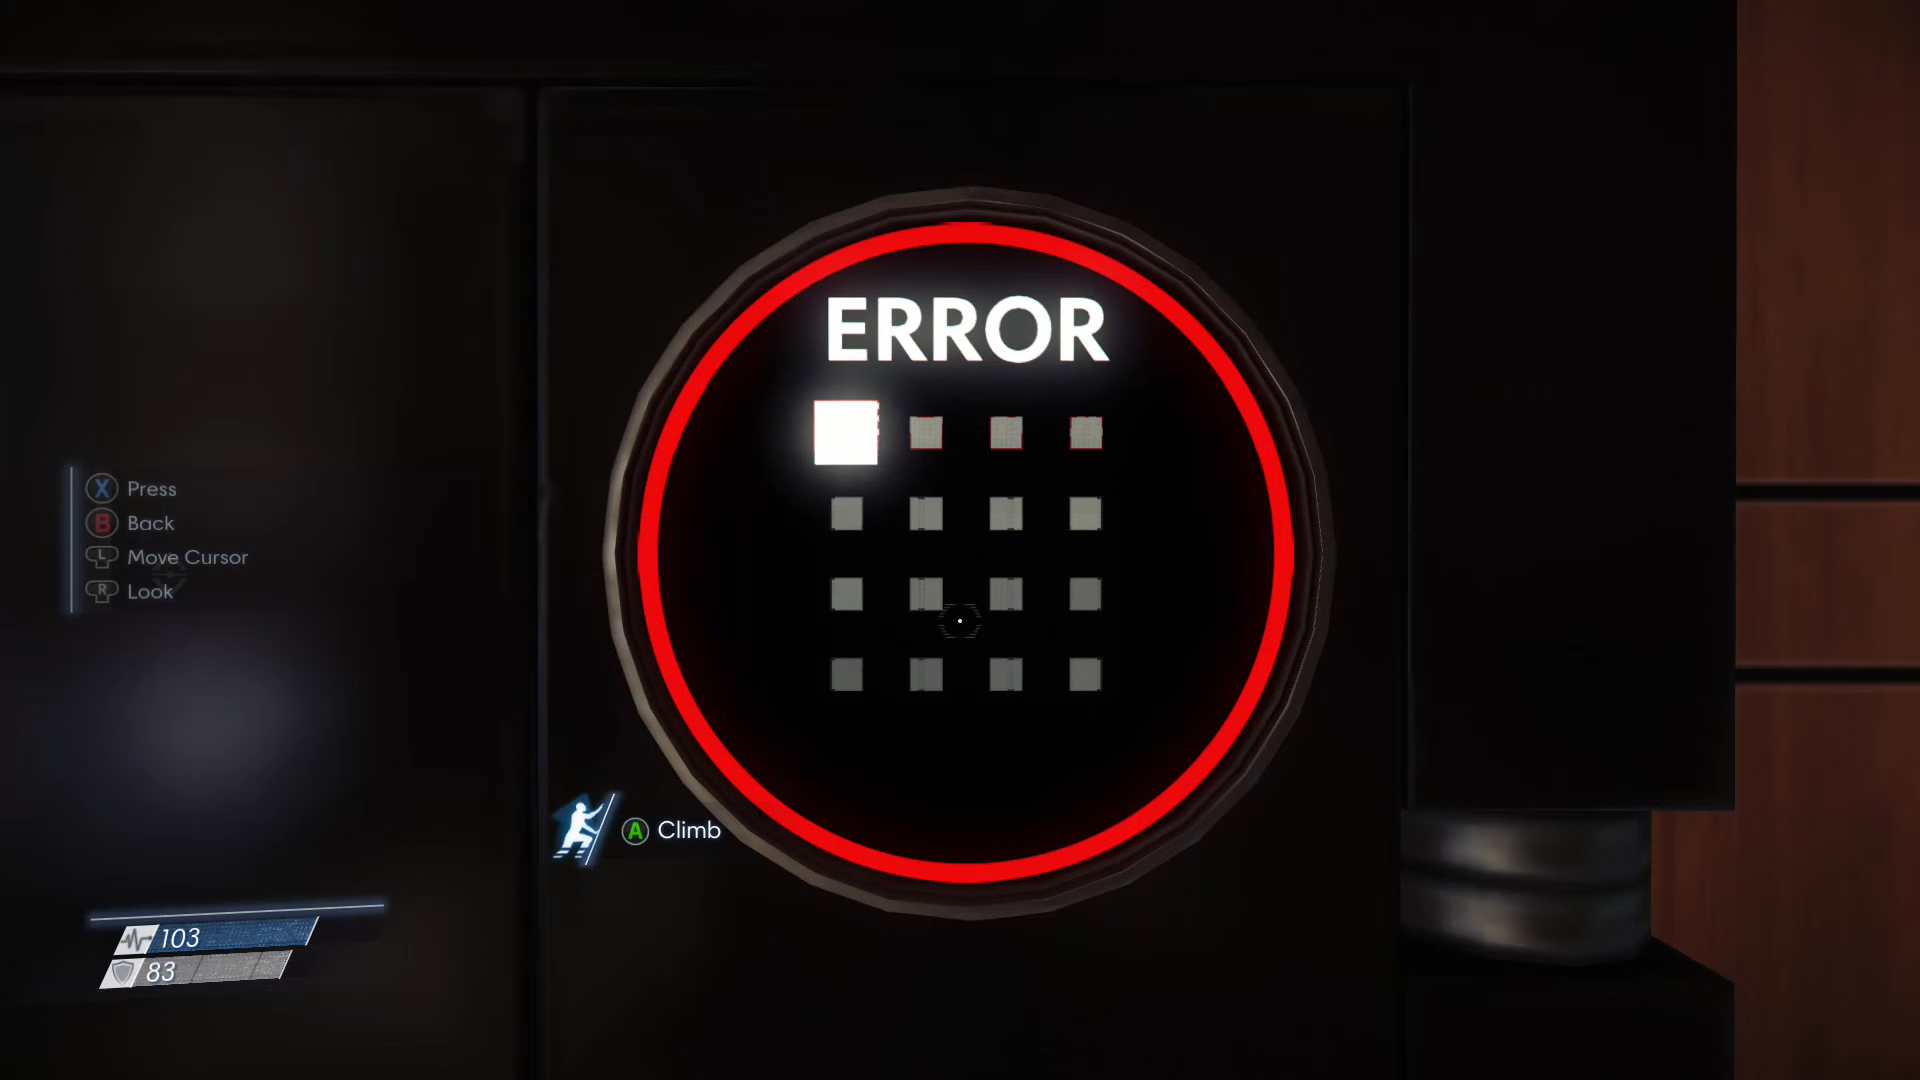 ERROR
X Press
B Back
L Move Cursor
R Look
A Climb
103
83